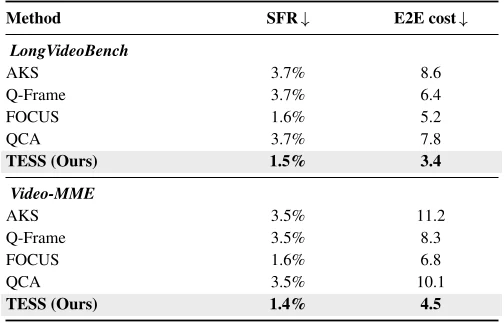 Method SFR↓ E2E cost↓
LongVideoBench
AKS 3.7% 8.6
Q-Frame 3.7% 6.4
FOCUS 1.6% 5.2
QCA 3.7% 7.8
TESS (Ours) 1.5% 3.4
Video-MME
AKS 3.5% 11.2
Q-Frame 3.5% 8.3
FOCUS 1.6% 6.8
QCA 3.5% 10.1
TESS (Ours) 1.4% 4.5